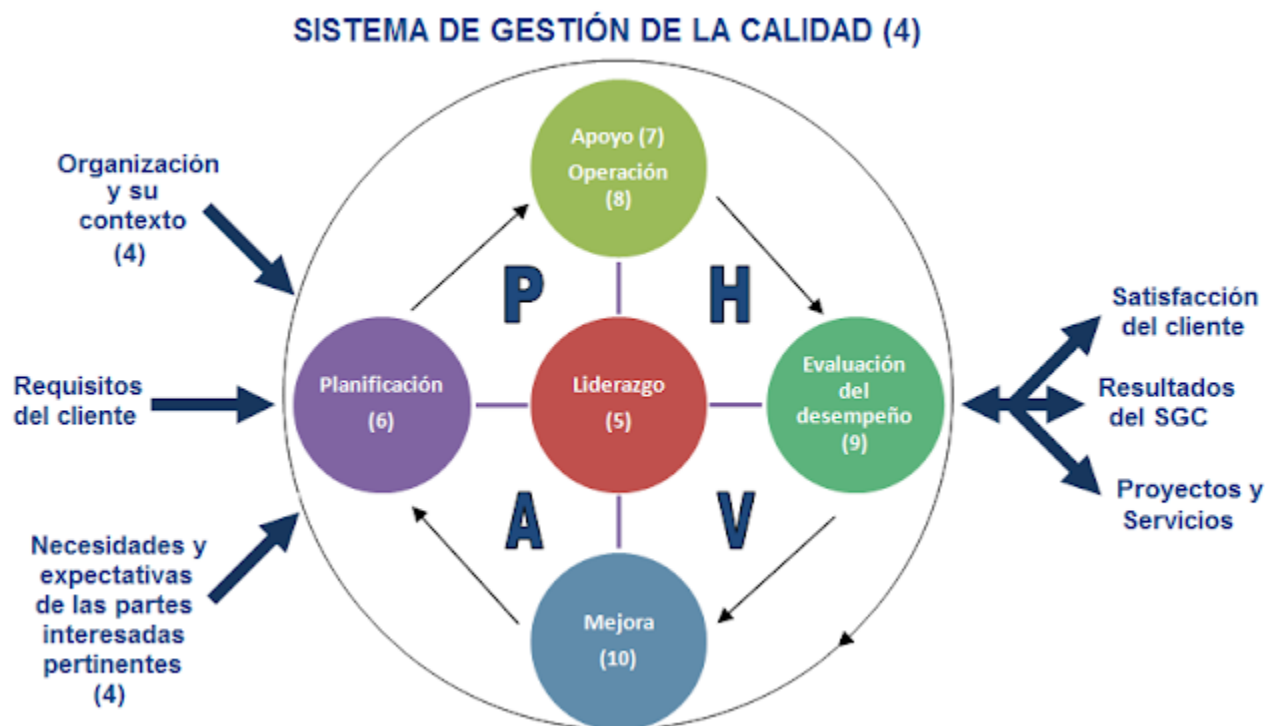 SISTEMA DE GESTIÓN DE LA CALIDAD (4)
Organización
y su
contexto
(4)
Requisitos
del cliente
Necesidades y
expectativas
de las partes
interesadas
pertinentes
(4)
Apoyo (7)
Operación
(8)
P
H
Planificación
(6)
Liderazgo
(5)
Evaluación
del
desempeño
(9)
A
V
Mejora
(10)
Satisfacción
del cliente
Resultados
del SGC
Proyectos y
Servicios